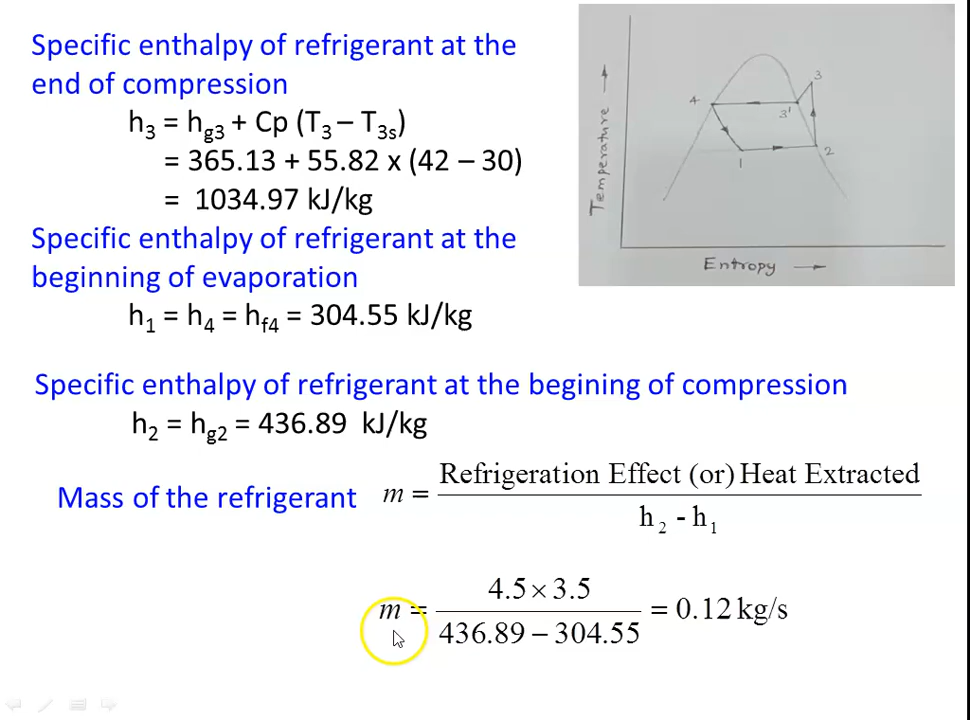 Specific enthalpy of refrigerant at the
end of compression
h3 = hg3 + Cp (T3 – T3s)
= 365.13 + 55.82 x (42 – 30)
= 1034.97 kJ/kg
Specific enthalpy of refrigerant at the
beginning of evaporation
h1 = h4 = hf4 = 304.55 kJ/kg
Temperature
4
3
3'
1
2
Entropy
Specific enthalpy of refrigerant at the begining of compression
h2 = hg2 = 436.89 kJ/kg
Mass of the refrigerant
m = Refrigeration Effect (or) Heat Extracted
h2 - h1
m = 4.5 × 3.5
436.89 – 304.55
= 0.12 kg/s